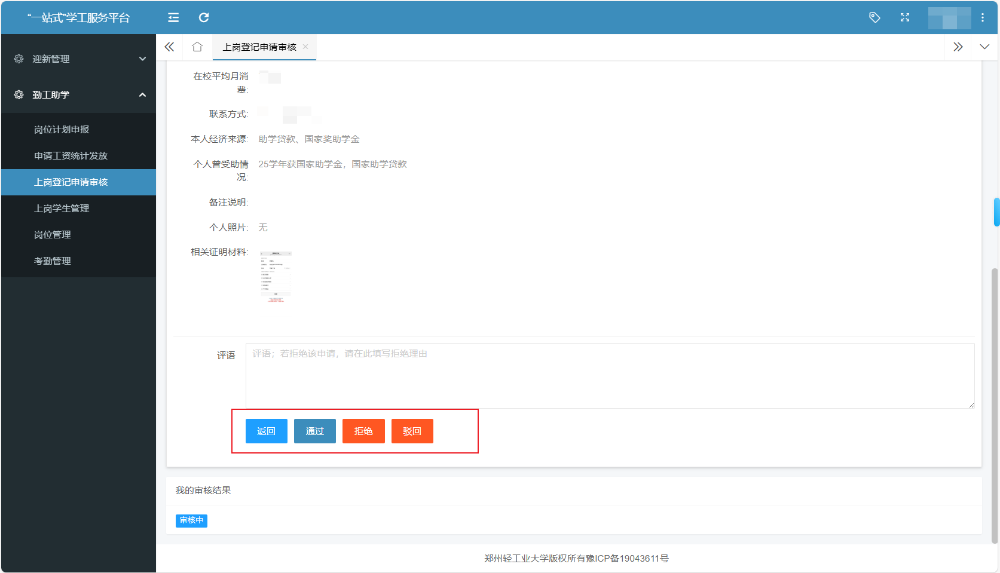 “一站式”学工服务平台
迎新管理
勤工助学
岗位计划申报
申请工资统计发放
上岗登记申请审核
上岗学生管理
岗位管理
考勤管理
上岗登记申请审核
在校平均月消
费:
联系方式:
本人经济来源: 助学贷款、国家奖助学金
个人曾受助情 25学年获国家助学金，国家助学贷款
况:
备注说明:
个人照片: 无
相关证明材料:
评语 评语；若拒绝该申请，请在此填写拒绝理由
返回 通过 拒绝 驳回
我的审核结果
审核中
郑州轻工业大学版权所有豫ICP备19043611号